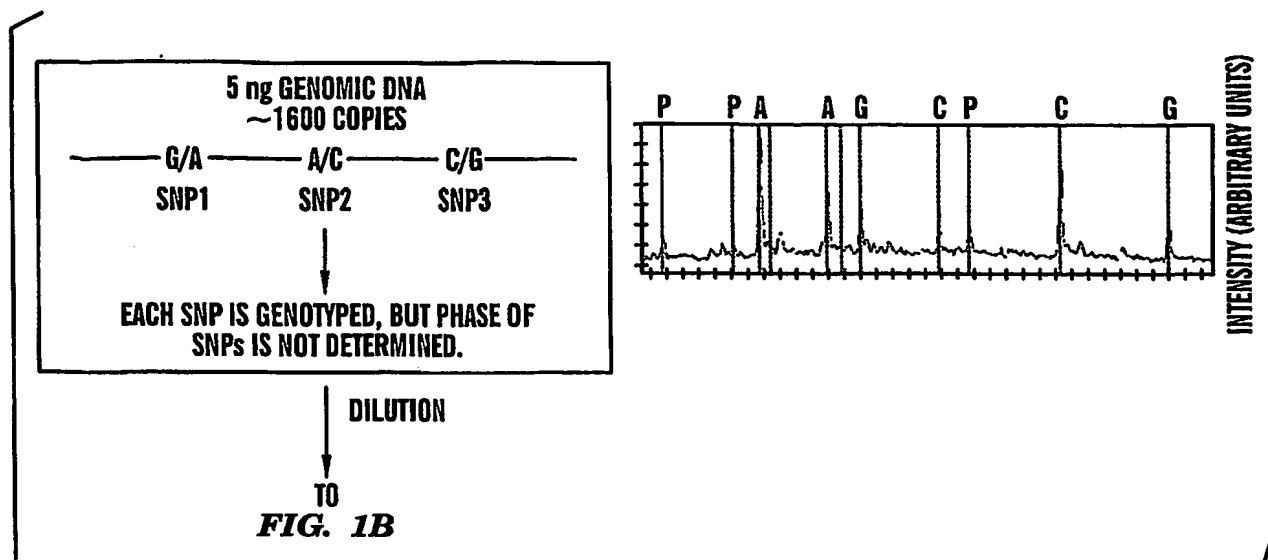 5 ng GENOMIC DNA
~1600 COPIES
G/A A/C C/G
SNP1 SNP2 SNP3
EACH SNP IS GENOTYPED, BUT PHASE OF
SNPs IS NOT DETERMINED.
DILUTION
TO
FIG. 1B
P P A A G C P C G
INTENSITY (ARBITRARY UNITS)